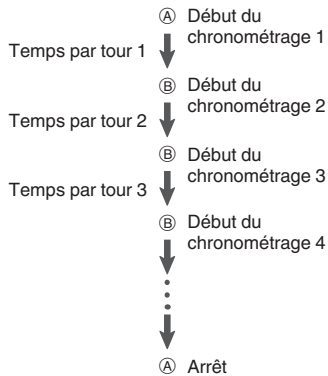 Ⓐ Début du
chronométrage 1
Temps par tour 1
Ⓑ Début du
chronométrage 2
Temps par tour 2
Ⓑ Début du
chronométrage 3
Temps par tour 3
Ⓑ Début du
chronométrage 4
Ⓐ Arrêt